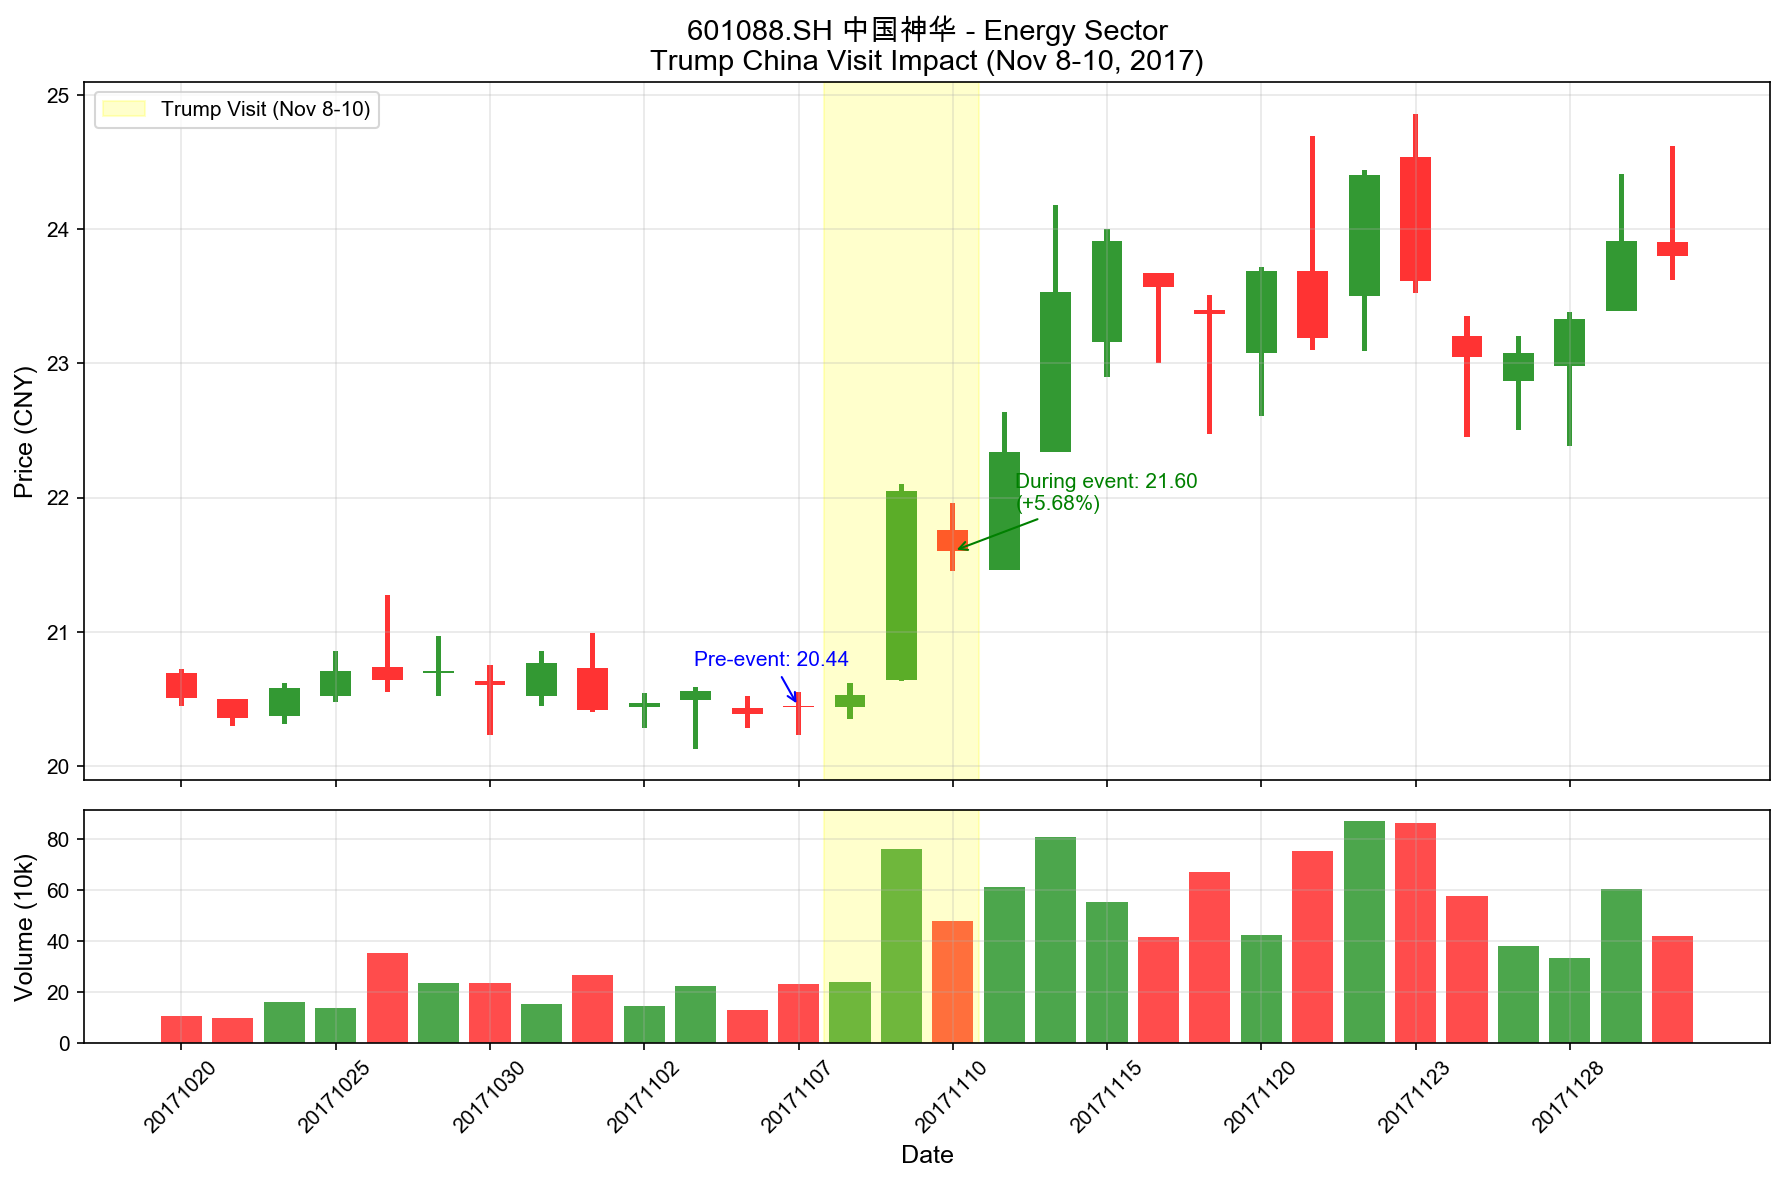 601088.SH 中国神华 - Energy Sector
Trump China Visit Impact (Nov 8-10, 2017)
Trump Visit (Nov 8-10)
Price (CNY)
25
24
23
22
21
20
During event: 21.60
(+5.68%)
Pre-event: 20.44
Volume (10k)
80
60
40
20
0
20171020
20171025
20171030
20171102
20171107
20171110
20171115
20171120
20171123
20171128
Date